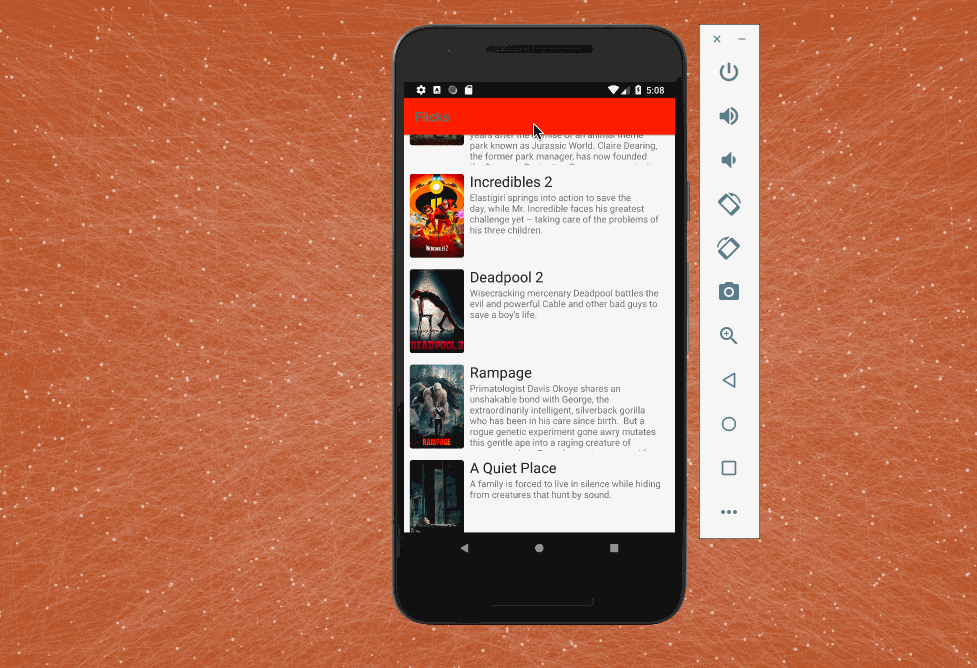 5:08
Flicks
years after the demise of an animal theme
park known as Jurassic World. Claire Dearing,
the former park manager, has now founded
Incredibles 2
Elastigirl springs into action to save the
day, while Mr. Incredible faces his greatest
challenge yet – taking care of the problems of
his three children.
INCREDIBLES 2
Deadpool 2
Wisecracking mercenary Deadpool battles the
evil and powerful Cable and other bad guys to
save a boy's life.
DEADPOOL 2
Rampage
Primatologist Davis Okoye shares an
unshakable bond with George, the
extraordinarily intelligent, silverback gorilla
who has been in his care since birth.  But a
rogue genetic experiment gone awry mutates
this gentle ape into a raging creature of
RAMPAGE
A Quiet Place
A family is forced to live in silence while hiding
from creatures that hunt by sound.